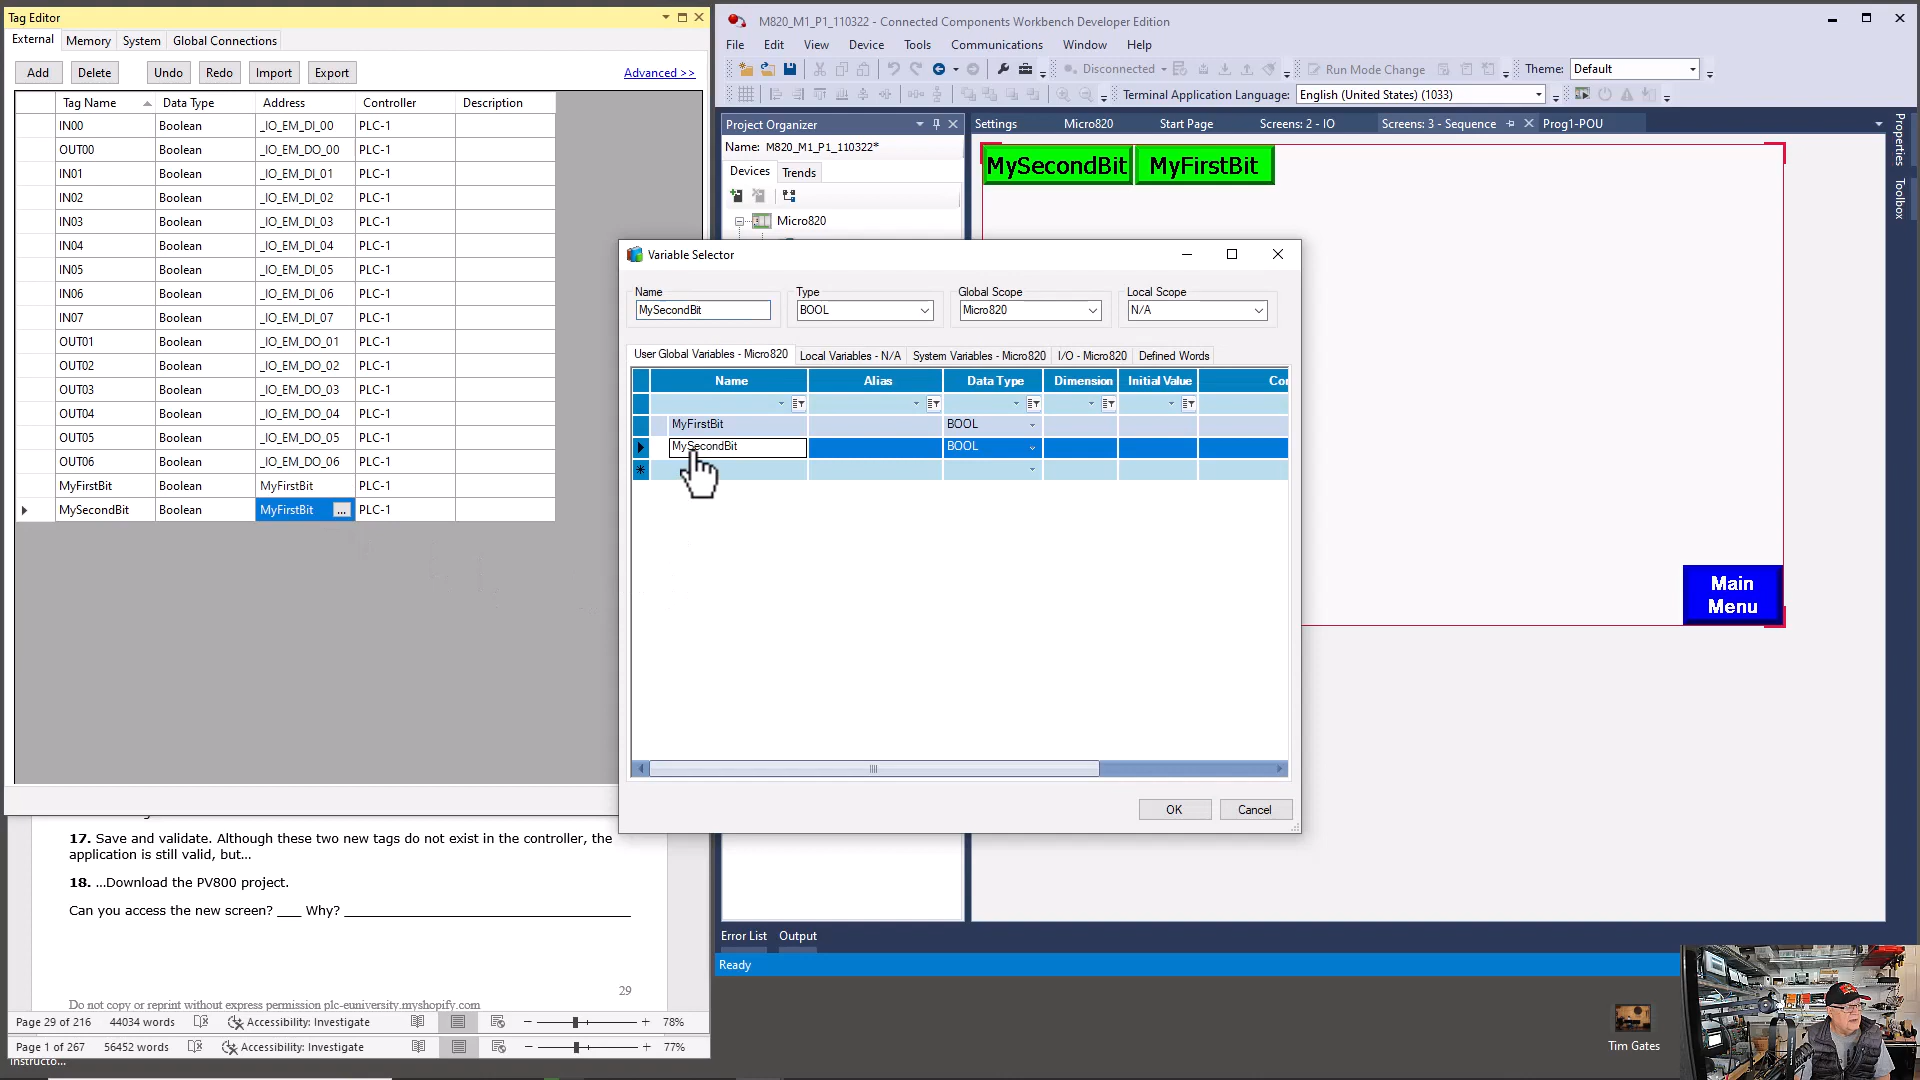 Tag Editor
External Memory System Global Connections
Add Delete Undo Redo Import Export Advanced >>
Tag Name Data Type Address Controller Description
IN00 Boolean _IO_EM_DI_00 PLC-1
OUT00 Boolean _IO_EM_DO_00 PLC-1
IN01 Boolean _IO_EM_DI_01 PLC-1
IN02 Boolean _IO_EM_DI_02 PLC-1
IN03 Boolean _IO_EM_DI_03 PLC-1
IN04 Boolean _IO_EM_DI_04 PLC-1
IN05 Boolean _IO_EM_DI_05 PLC-1
IN06 Boolean _IO_EM_DI_06 PLC-1
IN07 Boolean _IO_EM_DI_07 PLC-1
OUT01 Boolean _IO_EM_DO_01 PLC-1
OUT02 Boolean _IO_EM_DO_02 PLC-1
OUT03 Boolean _IO_EM_DO_03 PLC-1
OUT04 Boolean _IO_EM_DO_04 PLC-1
OUT05 Boolean _IO_EM_DO_05 PLC-1
OUT06 Boolean _IO_EM_DO_06 PLC-1
MyFirstBit Boolean MyFirstBit PLC-1
MySecondBit Boolean MyFirstBit ... PLC-1
17. Save and validate. Although these two new tags do not exist in the controller, the
application is still valid, but...
18. ...Download the PV800 project.
Can you access the new screen? ___ Why? ___
29
Do not copy or reprint without express permission plc-euniversity.myshopify.com
Page 29 of 216 44034 words Accessibility: Investigate 78%
Page 1 of 267 56452 words Accessibility: Investigate 77%
Instructo...
M820_M1_P1_110322 - Connected Components Workbench Developer Edition
File Edit View Device Tools Communications Window Help
Disconnected Run Mode Change Theme: Default
Terminal Application Language: English (United States) (1033)
Project Organizer
Name: M820_M1_P1_110322*
Devices Trends
Micro820
Settings Micro820 Start Page Screens: 2 - IO Screens: 3 - Sequence Prog1-POU
Properties
Toolbox
MySecondBit MyFirstBit
Main
Menu
Variable Selector
Name Type Global Scope Local Scope
MySecondBit BOOL Micro820 N/A
User Global Variables - Micro820 Local Variables - N/A System Variables - Micro820 I/O - Micro820 Defined Words
Name Alias Data Type Dimension Initial Value Cor
MyFirstBit BOOL
MySecondBit BOOL
OK Cancel
Error List Output
Ready
Tim Gates